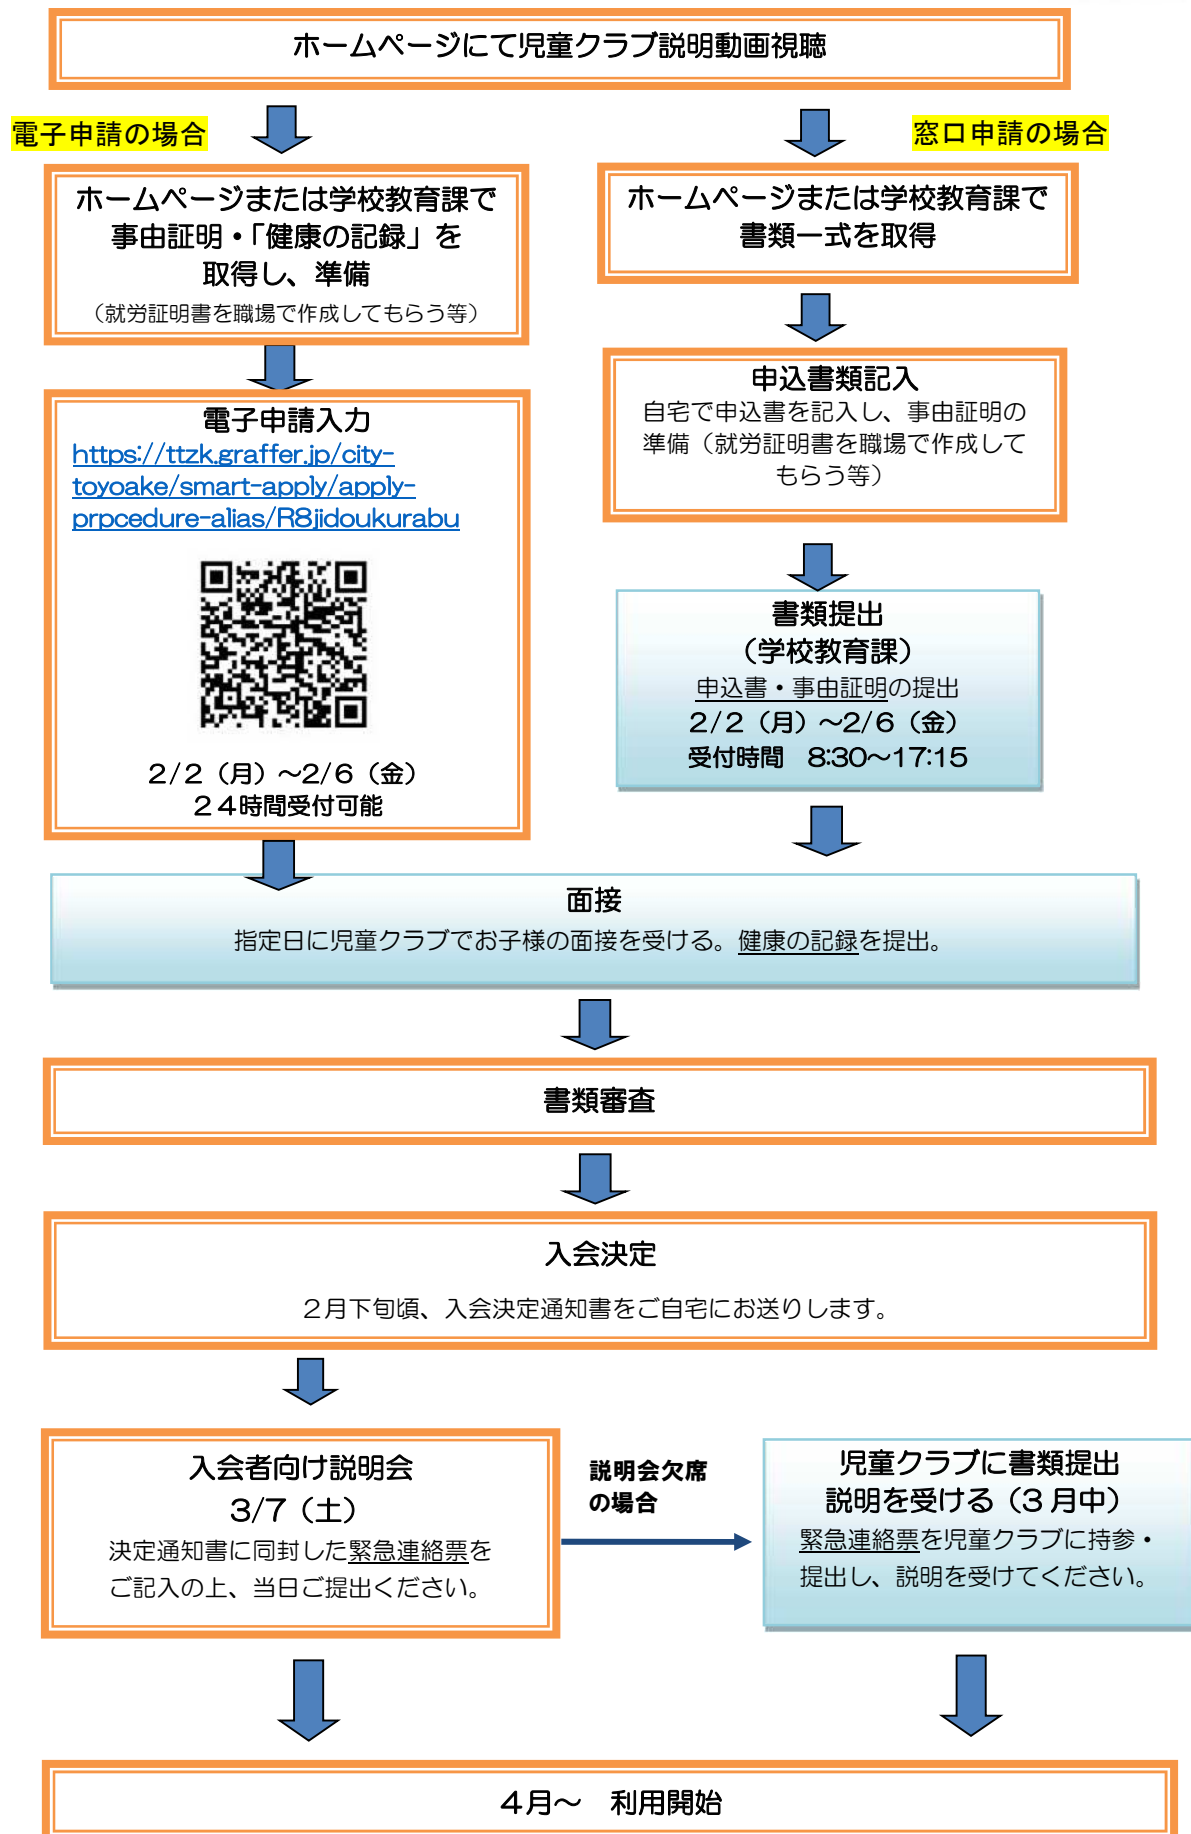 ホームページにて児童クラブ説明動画視聴
電子申請の場合
窓口申請の場合
ホームページまたは学校教育課で
事由証明・「健康の記録」を
取得し、準備
（就労証明書を職場で作成してもらう等）
電子申請入力
https://ttzk.graffer.jp/city-
toyoake/smart-apply/apply-
prpcedure-alias/R8jidoukurabu
2/2（月）～2/6（金）
24時間受付可能
ホームページまたは学校教育課で
書類一式を取得
申込書類記入
自宅で申込書を記入し、事由証明の
準備（就労証明書を職場で作成して
もらう等）
書類提出
（学校教育課）
申込書・事由証明の提出
2/2（月）～2/6（金）
受付時間　8:30～17:15
面接
指定日に児童クラブでお子様の面接を受ける。健康の記録を提出。
書類審査
入会決定
2月下旬頃、入会決定通知書をご自宅にお送りします。
入会者向け説明会
3/7（土）
決定通知書に同封した緊急連絡票を
ご記入の上、当日ご提出ください。
説明会欠席
の場合
児童クラブに書類提出
説明を受ける（3月中）
緊急連絡票を児童クラブに持参・
提出し、説明を受けてください。
4月～　利用開始